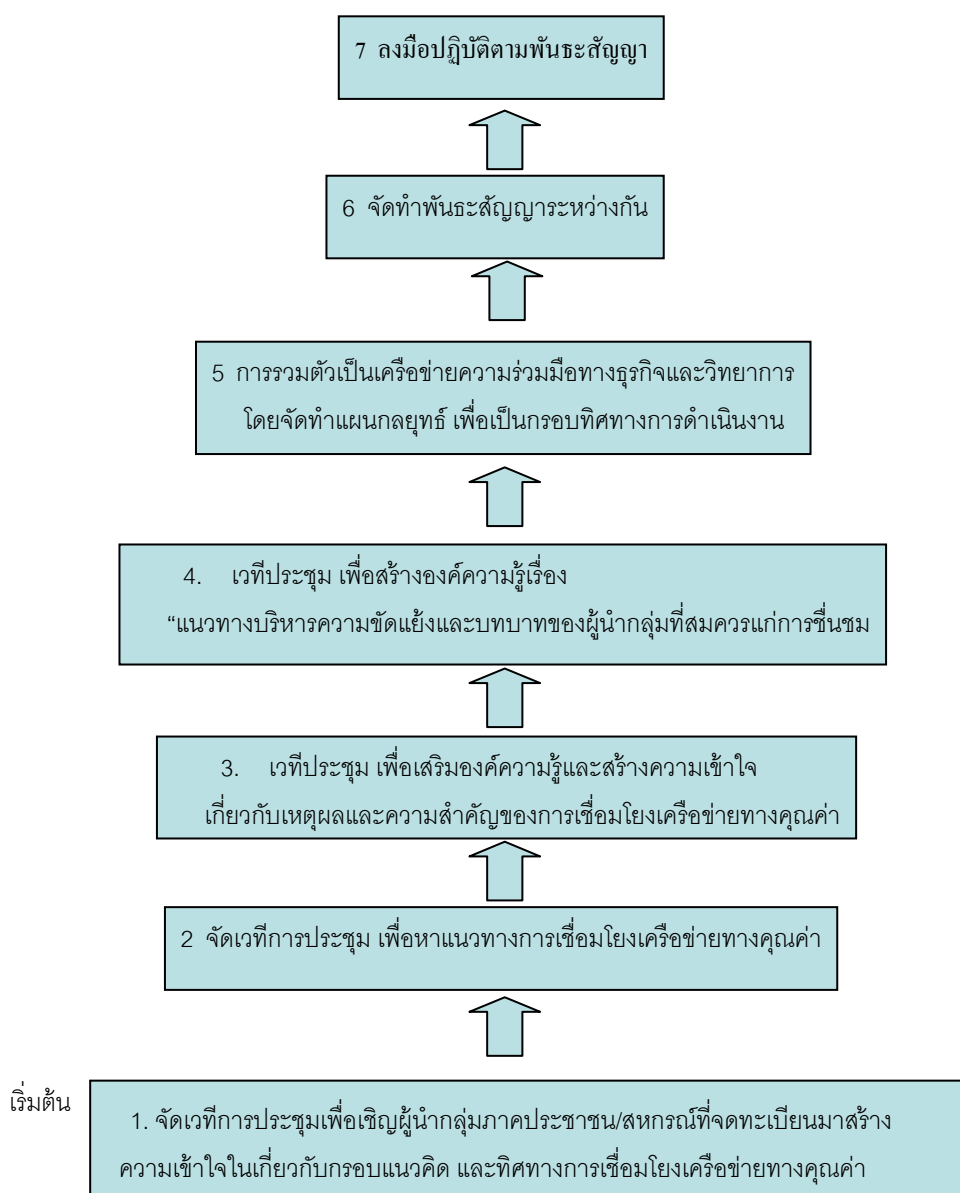 7 ลงมือปฏิบัติตามพันธะสัญญา
6 จัดทำพันธะสัญญาระหว่างกัน
5 การรวมตัวเป็นเครือข่ายความร่วมมือทางธุรกิจและวิทยาการ
โดยจัดทำแผนกลยุทธ์ เพื่อเป็นกรอบทิศทางการดำเนินงาน
4. เวทีประชุม เพื่อสร้างองค์ความรู้เรื่อง
“แนวทางบริหารความขัดแย้งและบทบาทของผู้นำกลุ่มที่สมควรแก่การชื่นชม
3. เวทีประชุม เพื่อเสริมองค์ความรู้และสร้างความเข้าใจ
เกี่ยวกับเหตุผลและความสำคัญของการเชื่อมโยงเครือข่ายทางคุณค่า
2 จัดเวทีการประชุม เพื่อหาแนวทางการเชื่อมโยงเครือข่ายทางคุณค่า
เริ่มต้น
1. จัดเวทีการประชุมเพื่อเชิญผู้นำกลุ่มภาคประชาชน/สหกรณ์ที่จดทะเบียนมาสร้าง
ความเข้าใจในเกี่ยวกับกรอบแนวคิด และทิศทางการเชื่อมโยงเครือข่ายทางคุณค่า